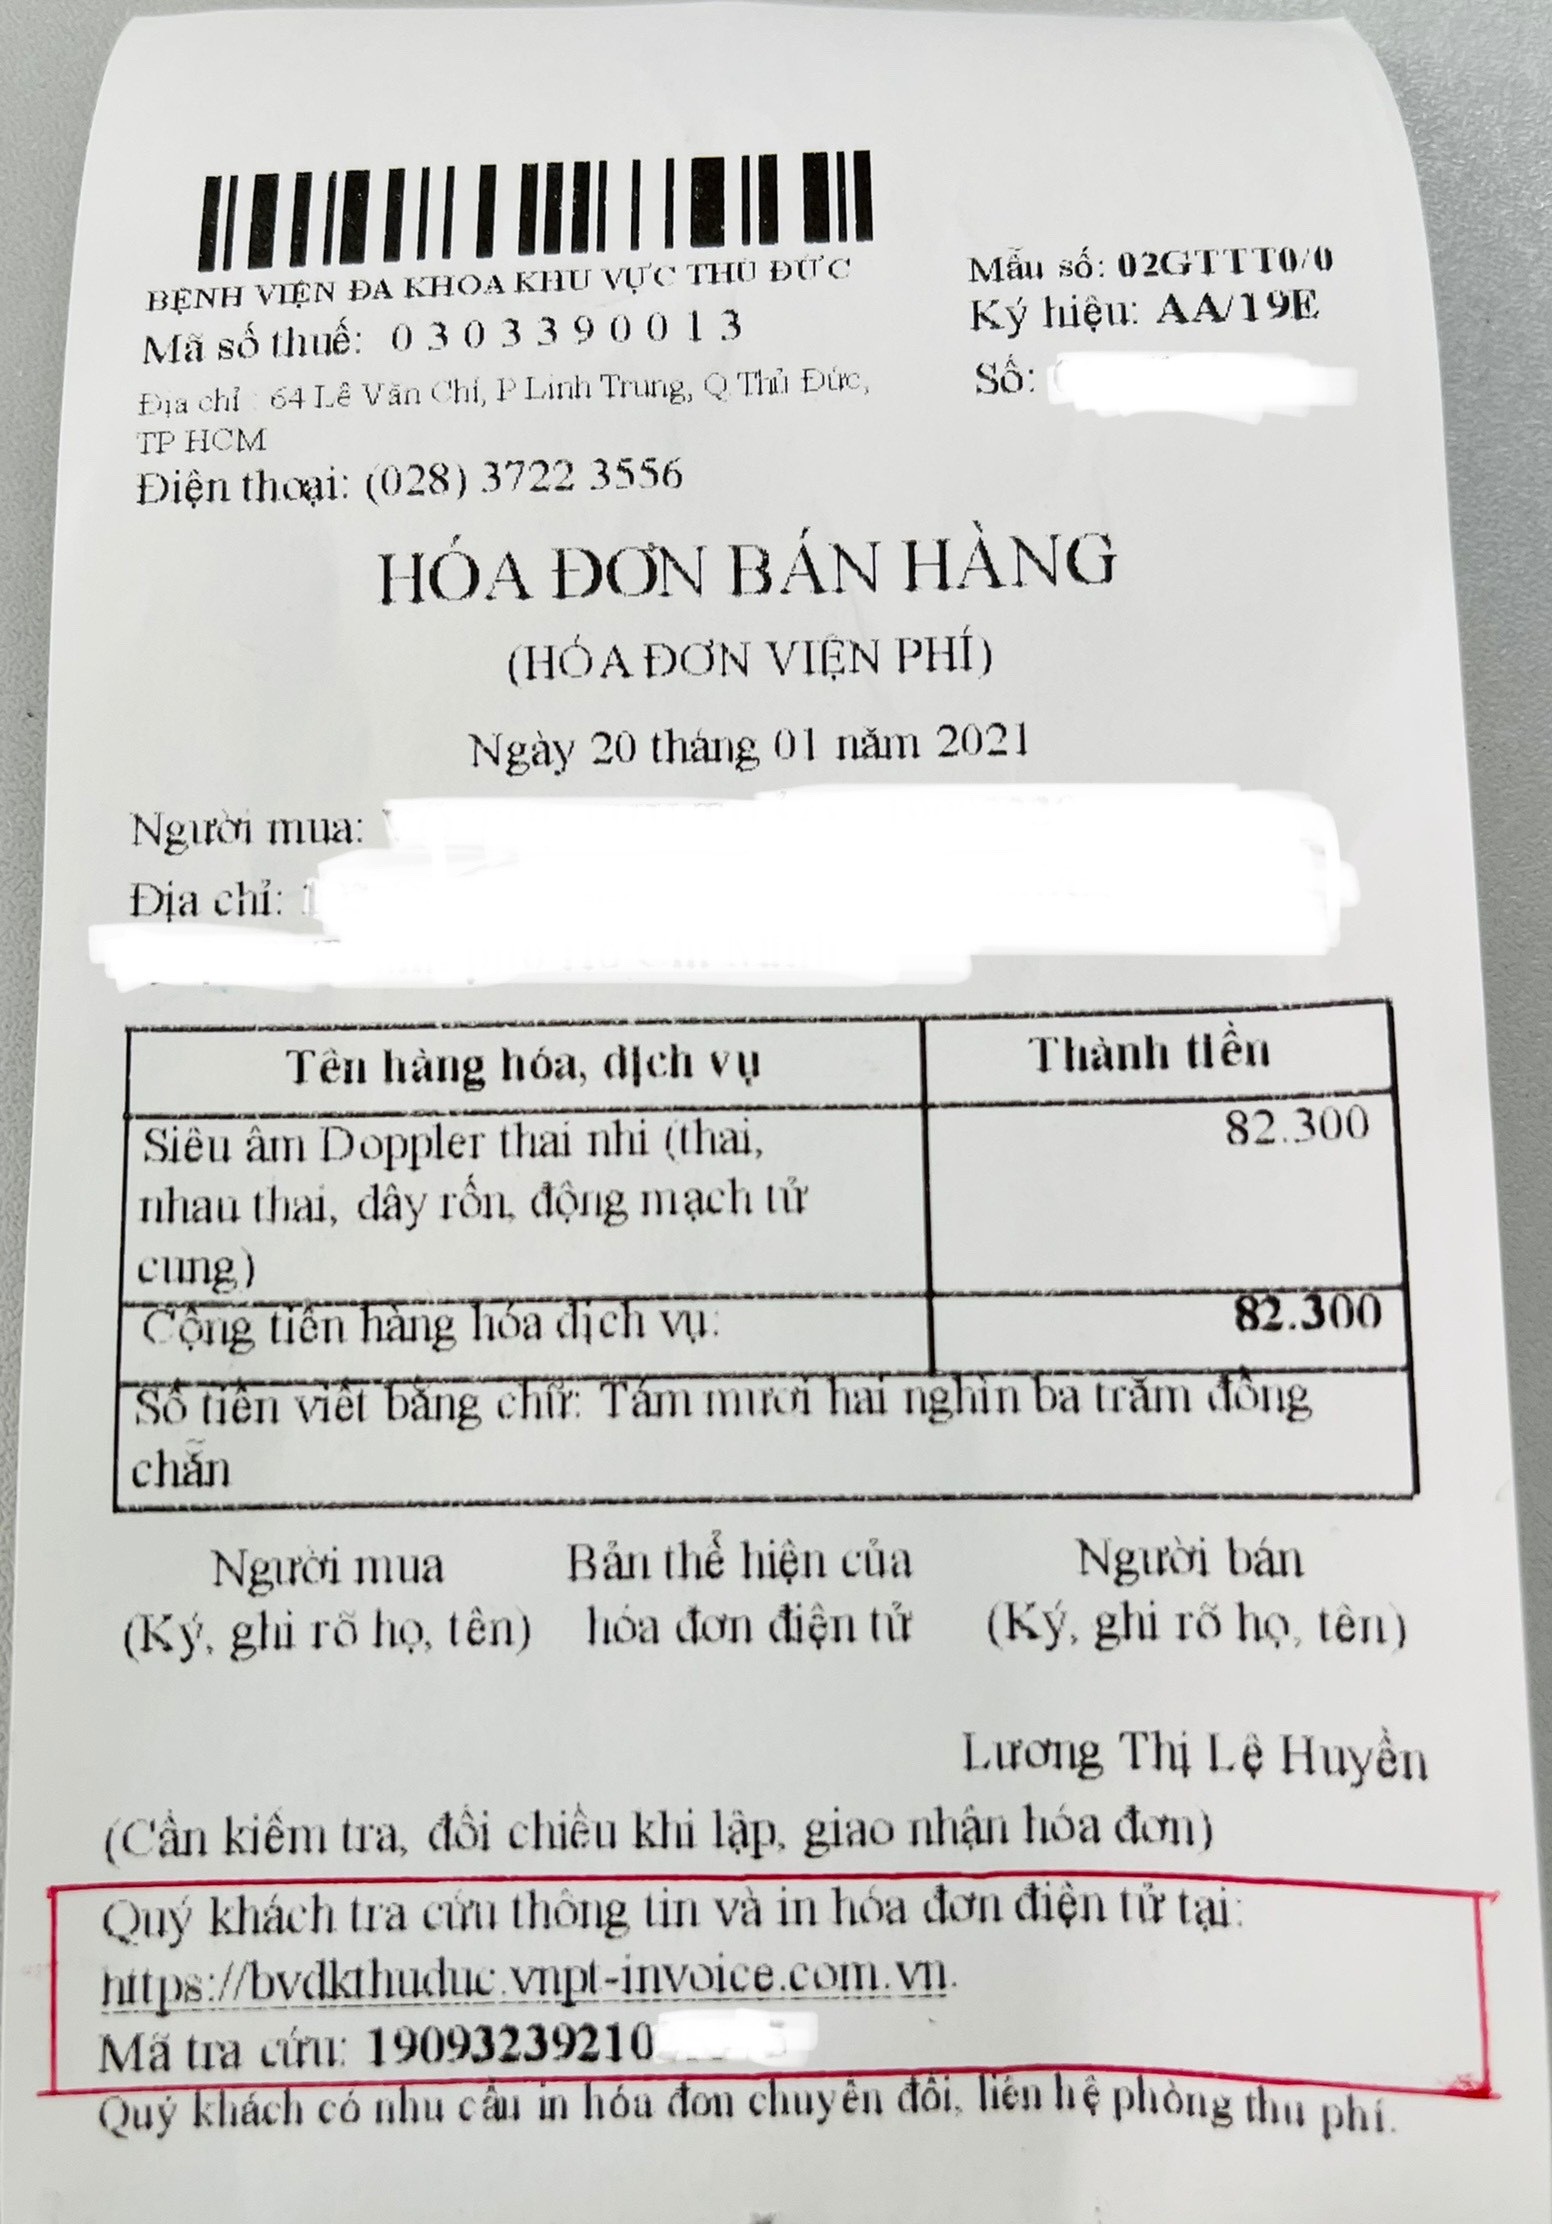 BỆNH VIỆN ĐA KHOA KHU VỰC THỦ ĐỨC
Mã số thuế: 0 3 0 3 3 9 0 0 1 3
Địa chỉ : 64 Lê Văn Chí, P Linh Trung, Q Thủ Đức,
TP HCM
Điện thoại: (028) 3722 3556
Mẫu số: 02GTTT0/0
Ký hiệu: AA/19E
Số:
HÓA ĐƠN BÁN HÀNG
(HÓA ĐƠN VIỆN PHÍ)
Ngày 20 tháng 01 năm 2021
Người mua:
Địa chỉ:
Tên hàng hóa, dịch vụ
Thành tiền
Siêu âm Doppler thai nhi (thai,
nhau thai, dây rốn, động mạch tử
cung)
82.300
Cộng tiền hàng hóa dịch vụ:
82.300
Số tiền viết bằng chữ: Tám mươi hai nghìn ba trăm đồng
chẵn
Người mua
(Ký, ghi rõ họ, tên)
Bản thể hiện của
hóa đơn điện tử
Người bán
(Ký, ghi rõ họ, tên)
Lương Thị Lệ Huyền
(Cần kiểm tra, đối chiếu khi lập, giao nhận hóa đơn)
Quý khách tra cứu thông tin và in hóa đơn điện tử tại:
https://bvdkthuduc.vnpt-invoice.com.vn.
Mã tra cứu: 19093239210
Quý khách có nhu cầu in hóa đơn chuyển đổi, liên hệ phòng thu phí.